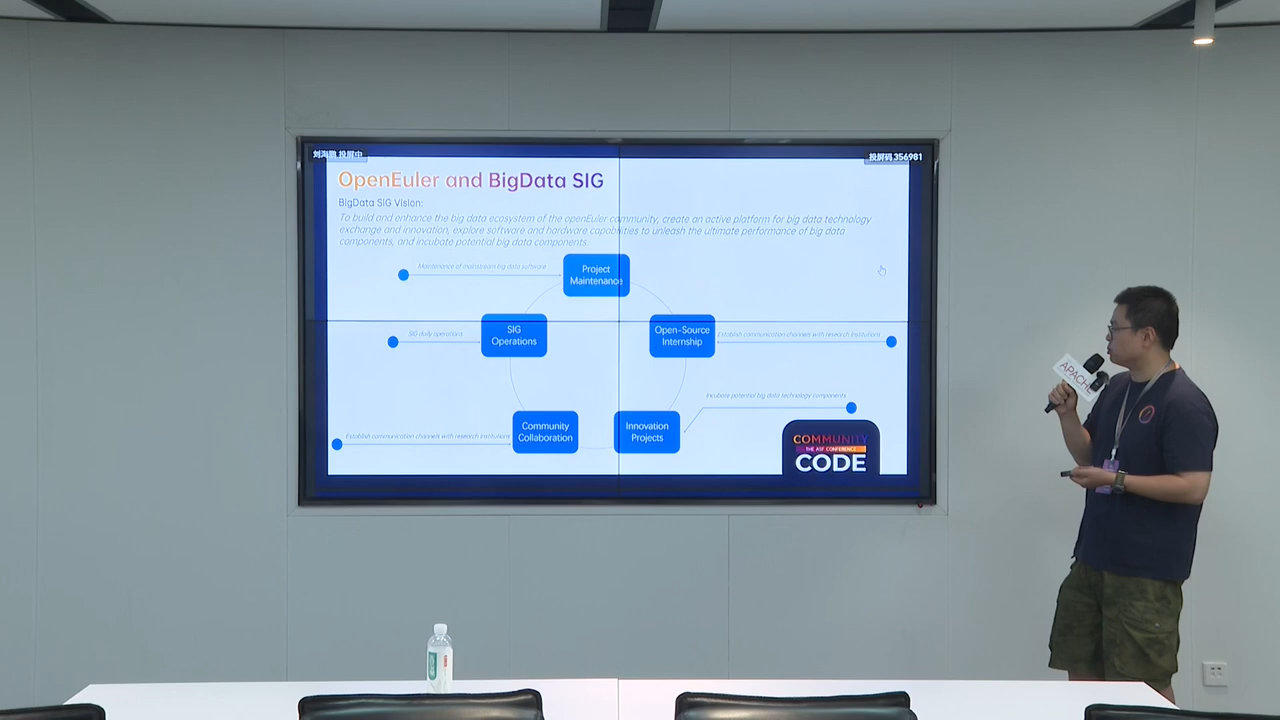 刘海鹏 投屏中
投屏码 356981
OpenEuler and BigData SIG
BigData SIG Vision:
To build and enhance the big data ecosystem of the openEuler community, create an active platform for big data technology
exchange and innovation, explore software and hardware capabilities to unleash the ultimate performance of big data
components, and incubate potential big data components.
Maintenance of mainstream big data software
Project
Maintenance
SIG daily operations
SIG
Operations
Open-Source
Internship
Establish communication channels with research institutions
Incubate potential big data technology components
Establish communication channels with research institutions
Community
Collaboration
Innovation
Projects
COMMUNITY
THE ASF CONFERENCE
CODE
APACHE